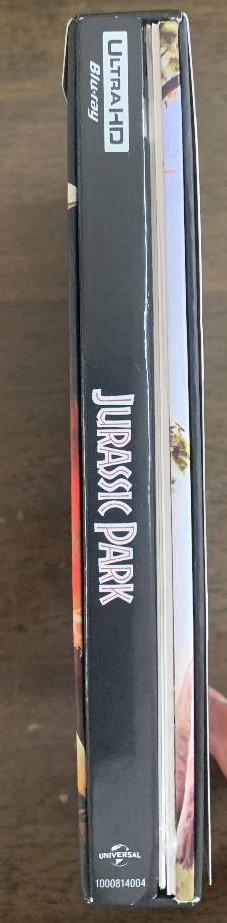 ULTRA HD
Blu-ray
JURASSIC PARK
UNIVERSAL
1000814004